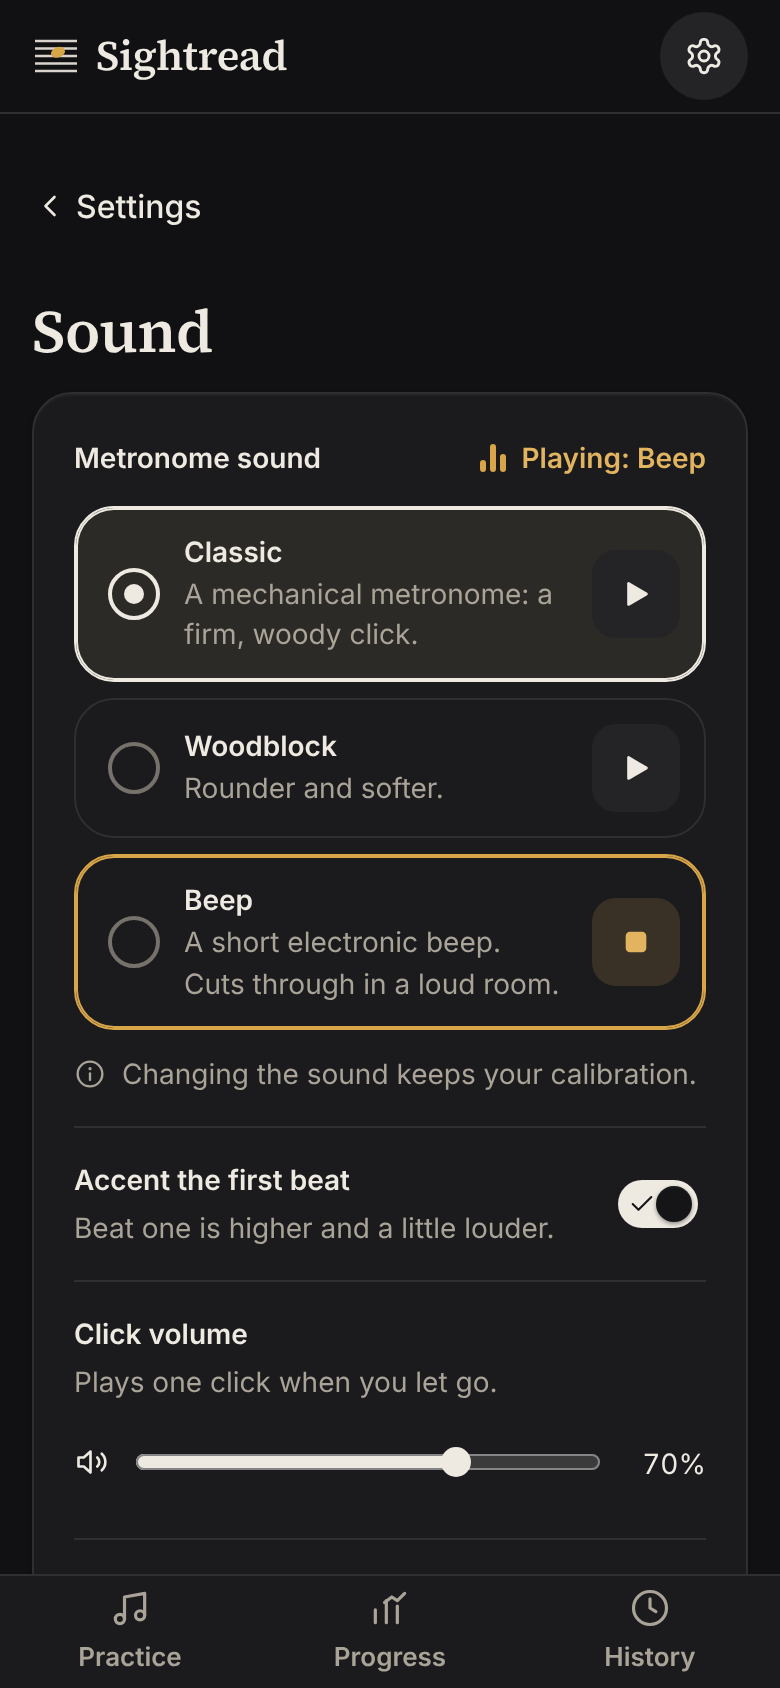 Sightread
Settings
Sound
Metronome sound
Playing: Beep
Classic
A mechanical metronome: a
firm, woody click.
Woodblock
Rounder and softer.
Beep
A short electronic beep.
Cuts through in a loud room.
Changing the sound keeps your calibration.
Accent the first beat
Beat one is higher and a little louder.
Click volume
Plays one click when you let go.
70%
Practice
Progress
History